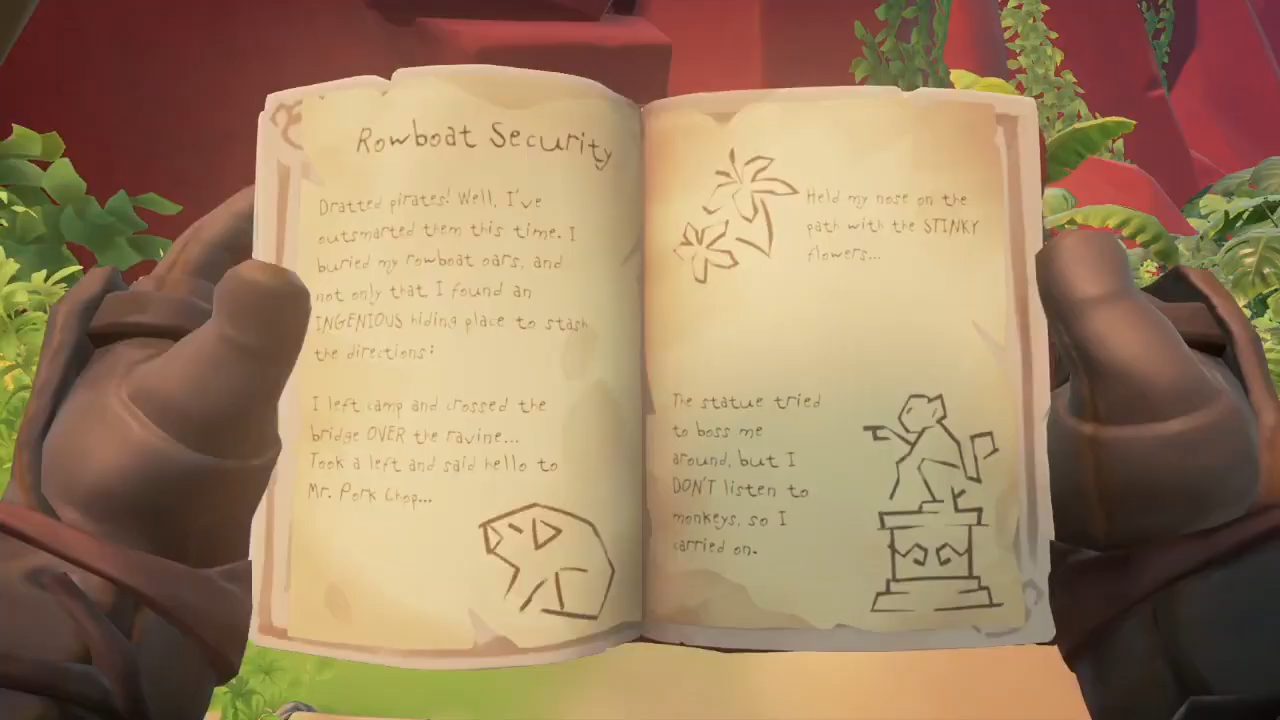 Rowboat Security
Dratted pirates! Well, I've
outsmarted them this time. I
buried my rowboat oars, and
not only that, I found an
INGENIOUS hiding place to stash
the directions:
I left camp and crossed the
bridge OVER the ravine...
Took a left and said hello to
Mr. Pork Chop...
Held my nose on the
path with the STINKY
flowers...
The statue tried
to boss me
around, but I
DON'T listen to
monkeys, so I
carried on.